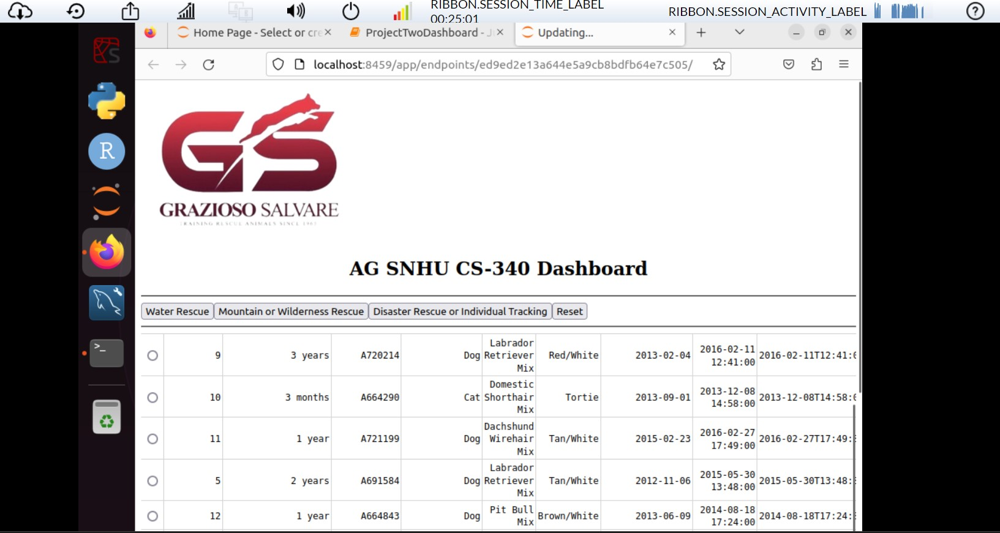 RIBBON.SESSION_TIME_LABEL
00:25:01
RIBBON.SESSION_ACTIVITY_LABEL
Home Page - Select or cre
ProjectTwoDashboard - J
Updating...
localhost:8459/app/endpoints/ed9ed2e13a644e5a9cb8bdfb64e7c505/
GS
GRAZIOSO SALVARE
TRAINING RESCUE ANIMALS SINCE 1965
AG SNHU CS-340 Dashboard
Water Rescue Mountain or Wilderness Rescue Disaster Rescue or Individual Tracking Reset
9 3 years A720214 Dog Labrador Retriever Mix Red/White 2013-02-04 2016-02-11 12:41:00 2016-02-11T12:41:0
10 3 months A664290 Cat Domestic Shorthair Mix Tortie 2013-09-01 2013-12-08 14:58:00 2013-12-08T14:58:0
11 1 year A721199 Dog Dachshund Wirehair Mix Tan/White 2015-02-23 2016-02-27 17:49:00 2016-02-27T17:49:
5 2 years A691584 Dog Labrador Retriever Mix Tan/White 2012-11-06 2015-05-30 13:48:00 2015-05-30T13:48:
12 1 year A664843 Dog Pit Bull Mix Brown/White 2013-06-09 2014-08-18 17:24:00 2014-08-18T17:24: